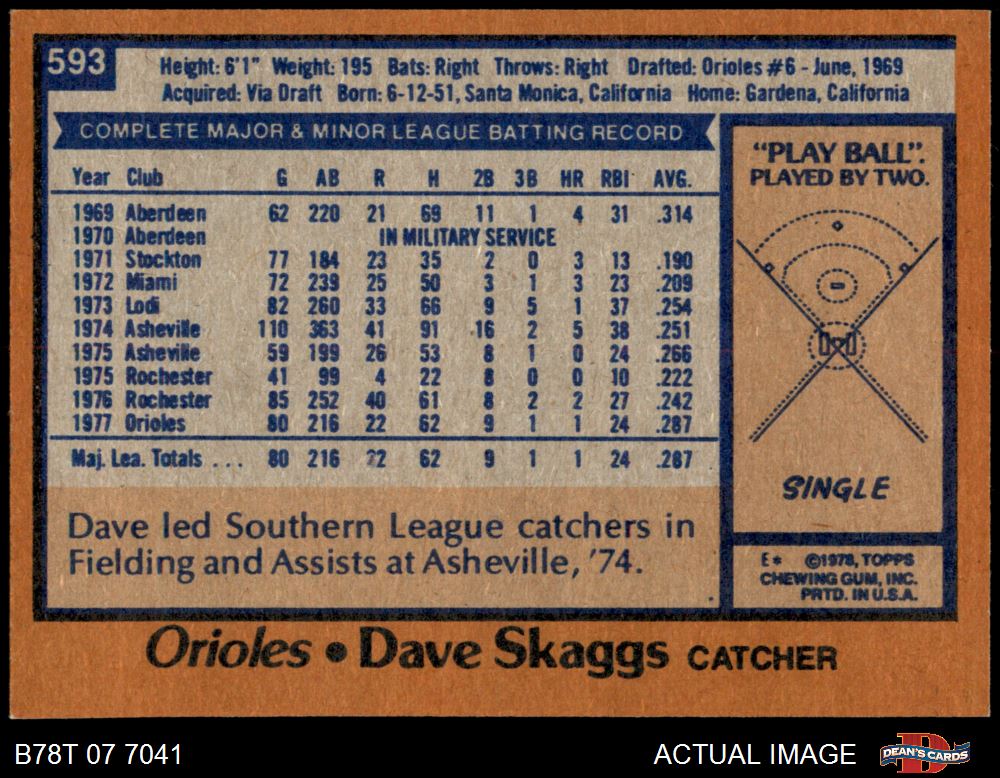 593
Height: 6'1" Weight: 195 Bats: Right Throws: Right Drafted: Orioles #6 - June, 1969
Acquired: Via Draft Born: 6-12-51, Santa Monica, California Home: Gardena, California
COMPLETE MAJOR & MINOR LEAGUE BATTING RECORD
Year Club G AB R H 2B 3B HR RBI AVG.
1969 Aberdeen 62 220 21 69 11 1 4 31 .314
1970 Aberdeen IN MILITARY SERVICE
1971 Stockton 77 184 23 35 2 0 3 13 .190
1972 Miami 72 239 25 50 3 1 3 23 .209
1973 Lodi 82 260 33 66 9 5 1 37 .254
1974 Asheville 110 363 41 91 16 2 5 38 .251
1975 Asheville 59 199 26 53 8 1 0 24 .266
1975 Rochester 41 99 4 22 8 0 0 10 .222
1976 Rochester 85 252 40 61 8 2 2 27 .242
1977 Orioles 80 216 22 62 9 1 1 24 .287
Maj. Lea. Totals ... 80 216 22 62 9 1 1 24 .287
Dave led Southern League catchers in
Fielding and Assists at Asheville, '74.
"PLAY BALL".
PLAYED BY TWO.
SINGLE
E* ©1978, TOPPS
CHEWING GUM, INC.
PRTD. IN U.S.A.
Orioles • Dave Skaggs CATCHER
B78T 07 7041
ACTUAL IMAGE
DEAN'S CARDS